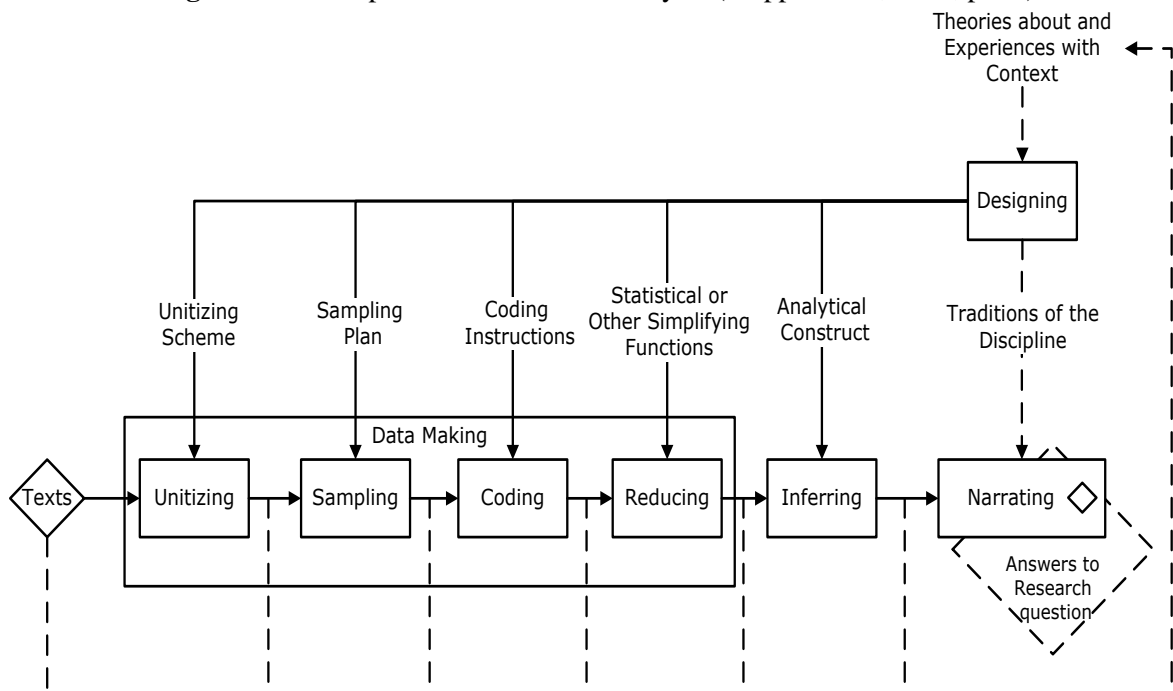 Theories about and
Experiences with
Context
Designing
Unitizing
Scheme
Sampling
Plan
Coding
Instructions
Statistical or
Other Simplifying
Functions
Analytical
Construct
Traditions of the
Discipline
Data Making
Texts
Unitizing
Sampling
Coding
Reducing
Inferring
Narrating
Answers to
Research
question